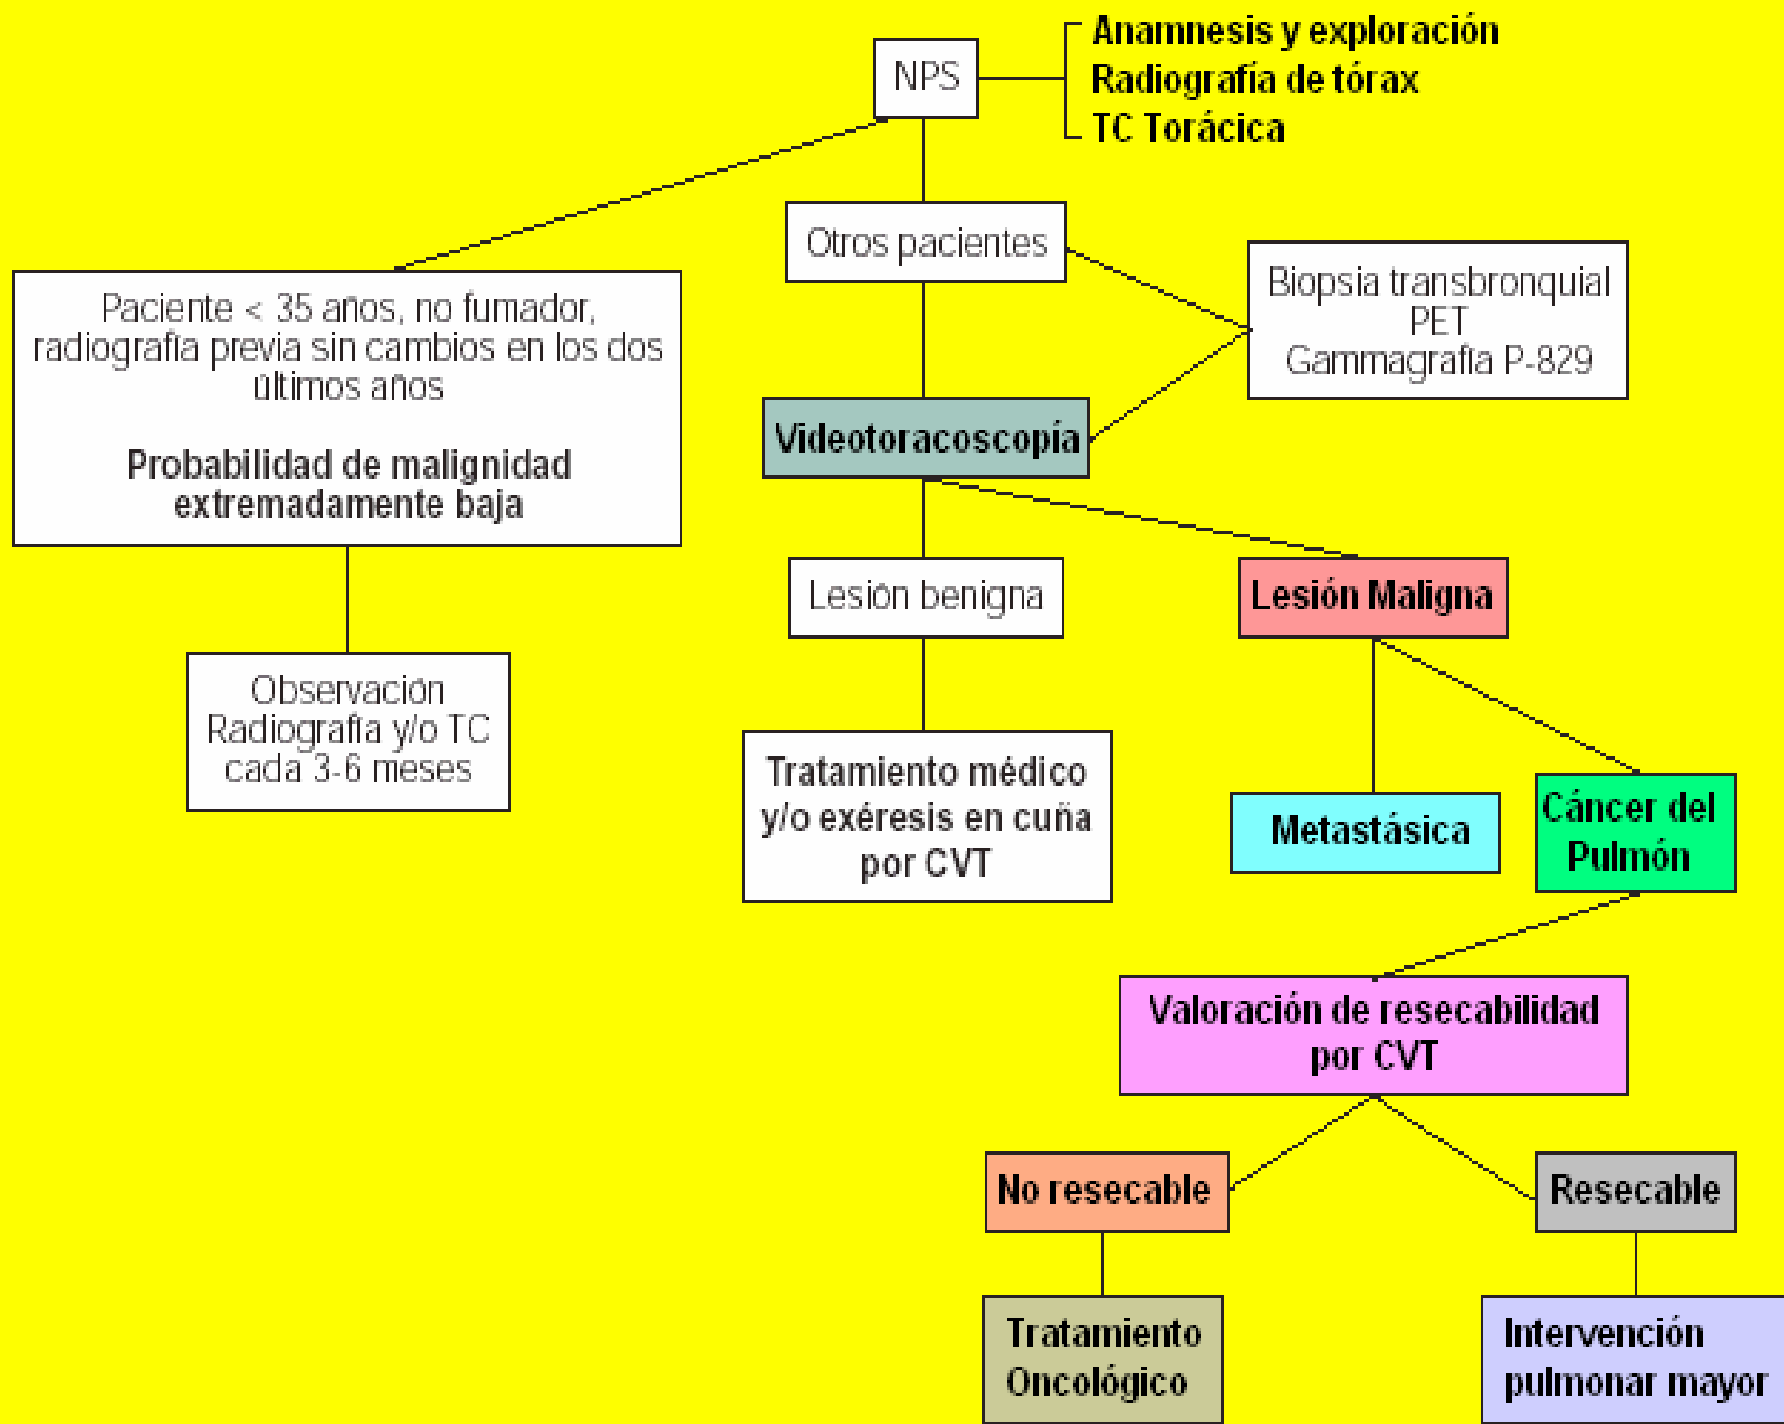 NPS
Anamnesis y exploración
Radiografía de tórax
TC Torácica
Otros pacientes
Biopsia transbronquial
PET
Gammagrafía P-829
Paciente < 35 años, no fumador,
radiografía previa sin cambios en los dos
últimos años
Probabilidad de malignidad
extremadamente baja
Videotoracoscopía
Lesión benigna
Lesión Maligna
Observación
Radiografía y/o TC
cada 3-6 meses
Tratamiento médico
y/o exéresis en cuña
por CVT
Metastásica
Cáncer del
Pulmón
Valoración de resecabilidad
por CVT
No resecable
Resecable
Tratamiento
Oncológico
Intervención
pulmonar mayor